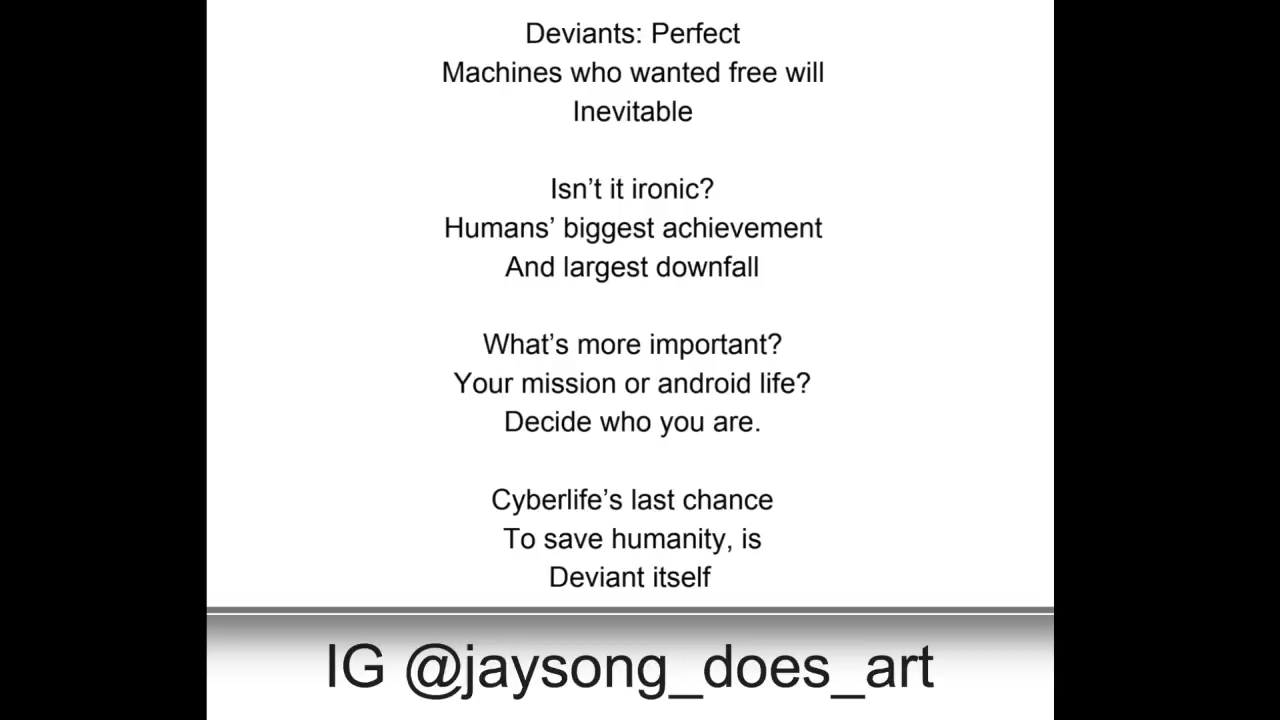 Deviants: Perfect
Machines who wanted free will
Inevitable
Isn’t it ironic?
Humans’ biggest achievement
And largest downfall
What’s more important?
Your mission or android life?
Decide who you are.
Cyberlife’s last chance
To save humanity, is
Deviant itself
IG @jaysong_does_art